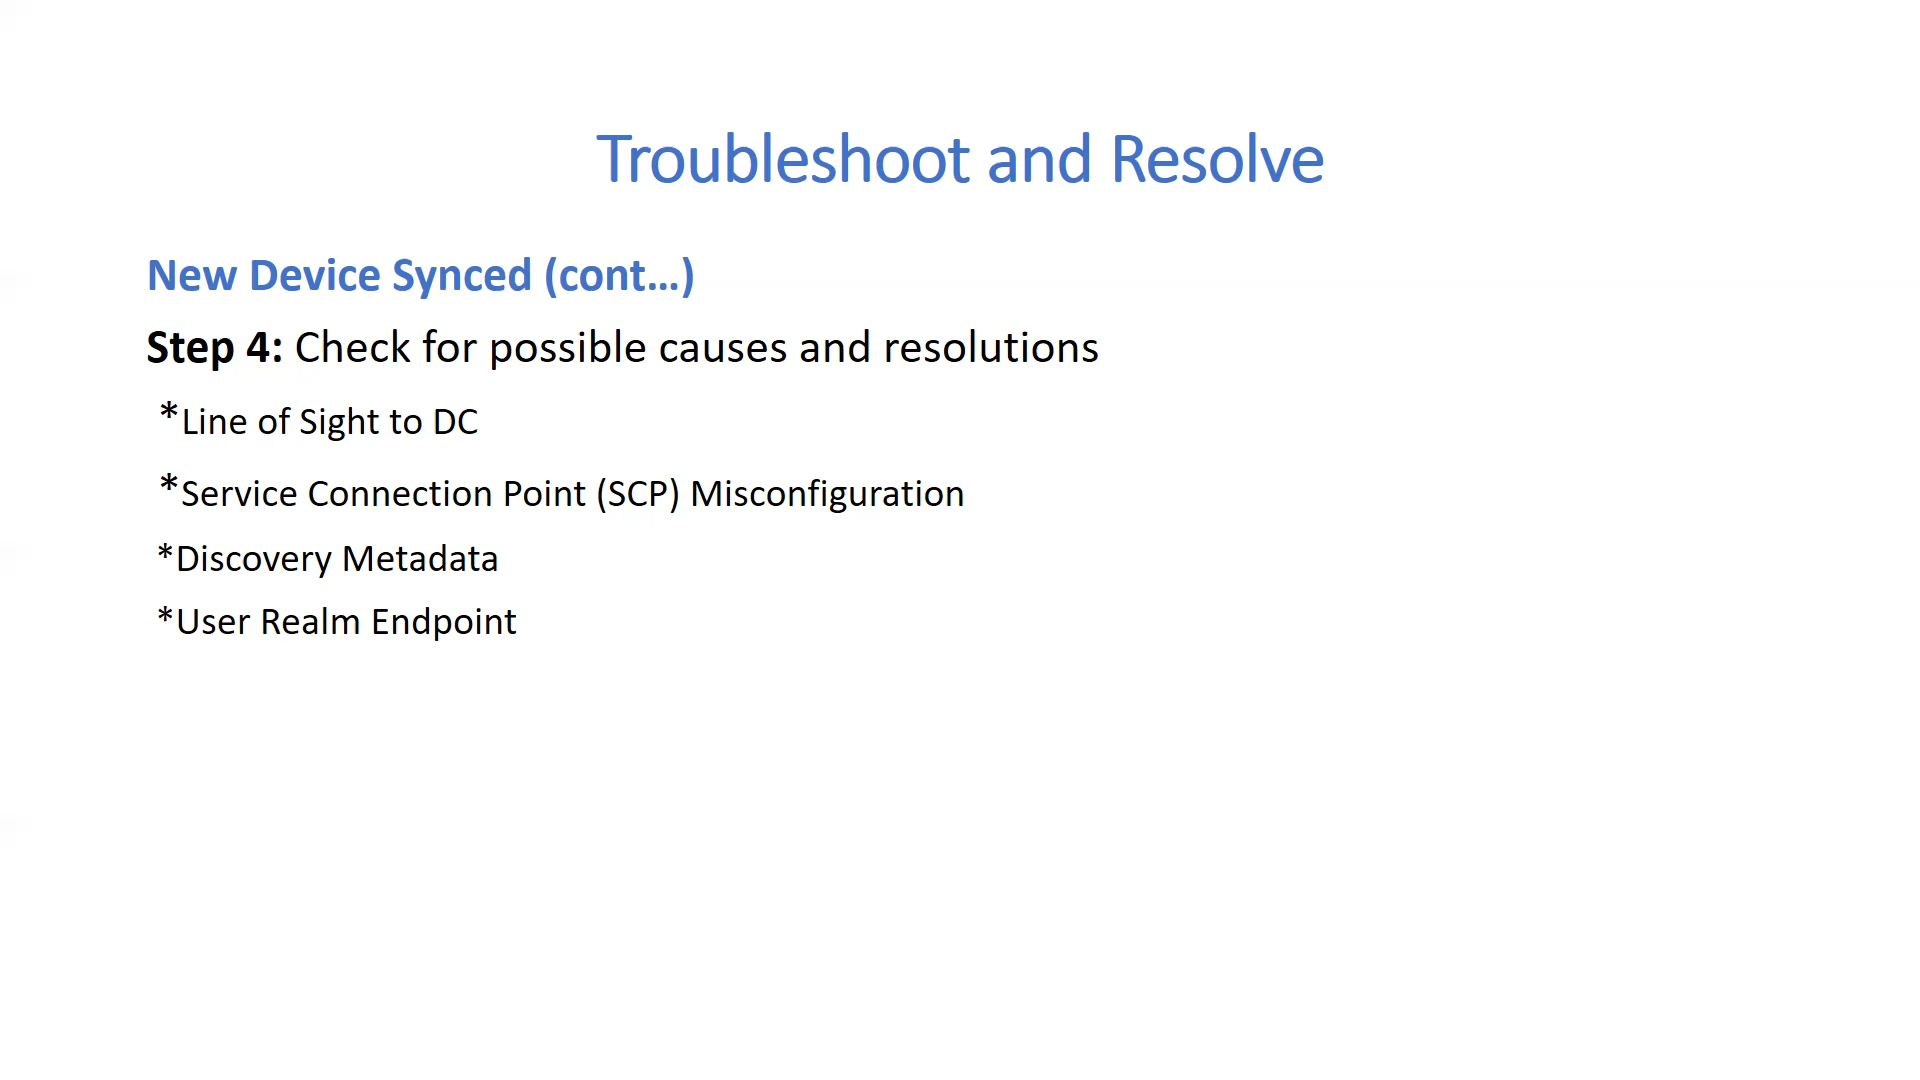 Troubleshoot and Resolve
New Device Synced (cont...)
Step 4: Check for possible causes and resolutions
*Line of Sight to DC
*Service Connection Point (SCP) Misconfiguration
*Discovery Metadata
*User Realm Endpoint